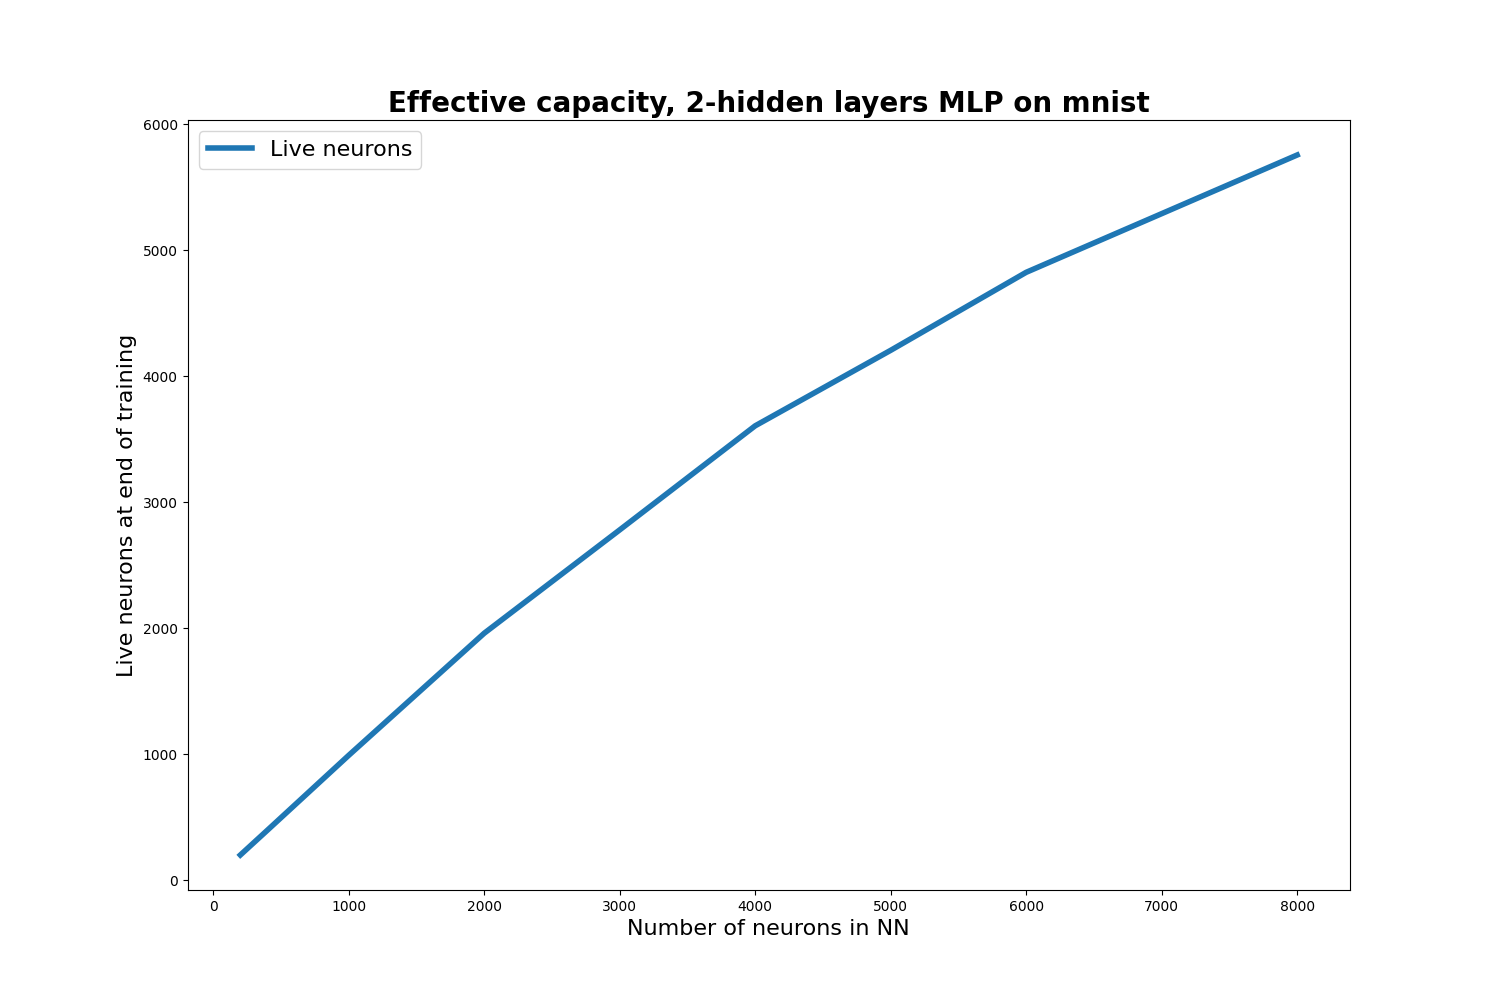 Effective capacity, 2-hidden layers MLP on mnist
Live neurons
Live neurons at end of training
6000
5000
4000
3000
2000
1000
0
0 1000 2000 3000 4000 5000 6000 7000 8000
Number of neurons in NN